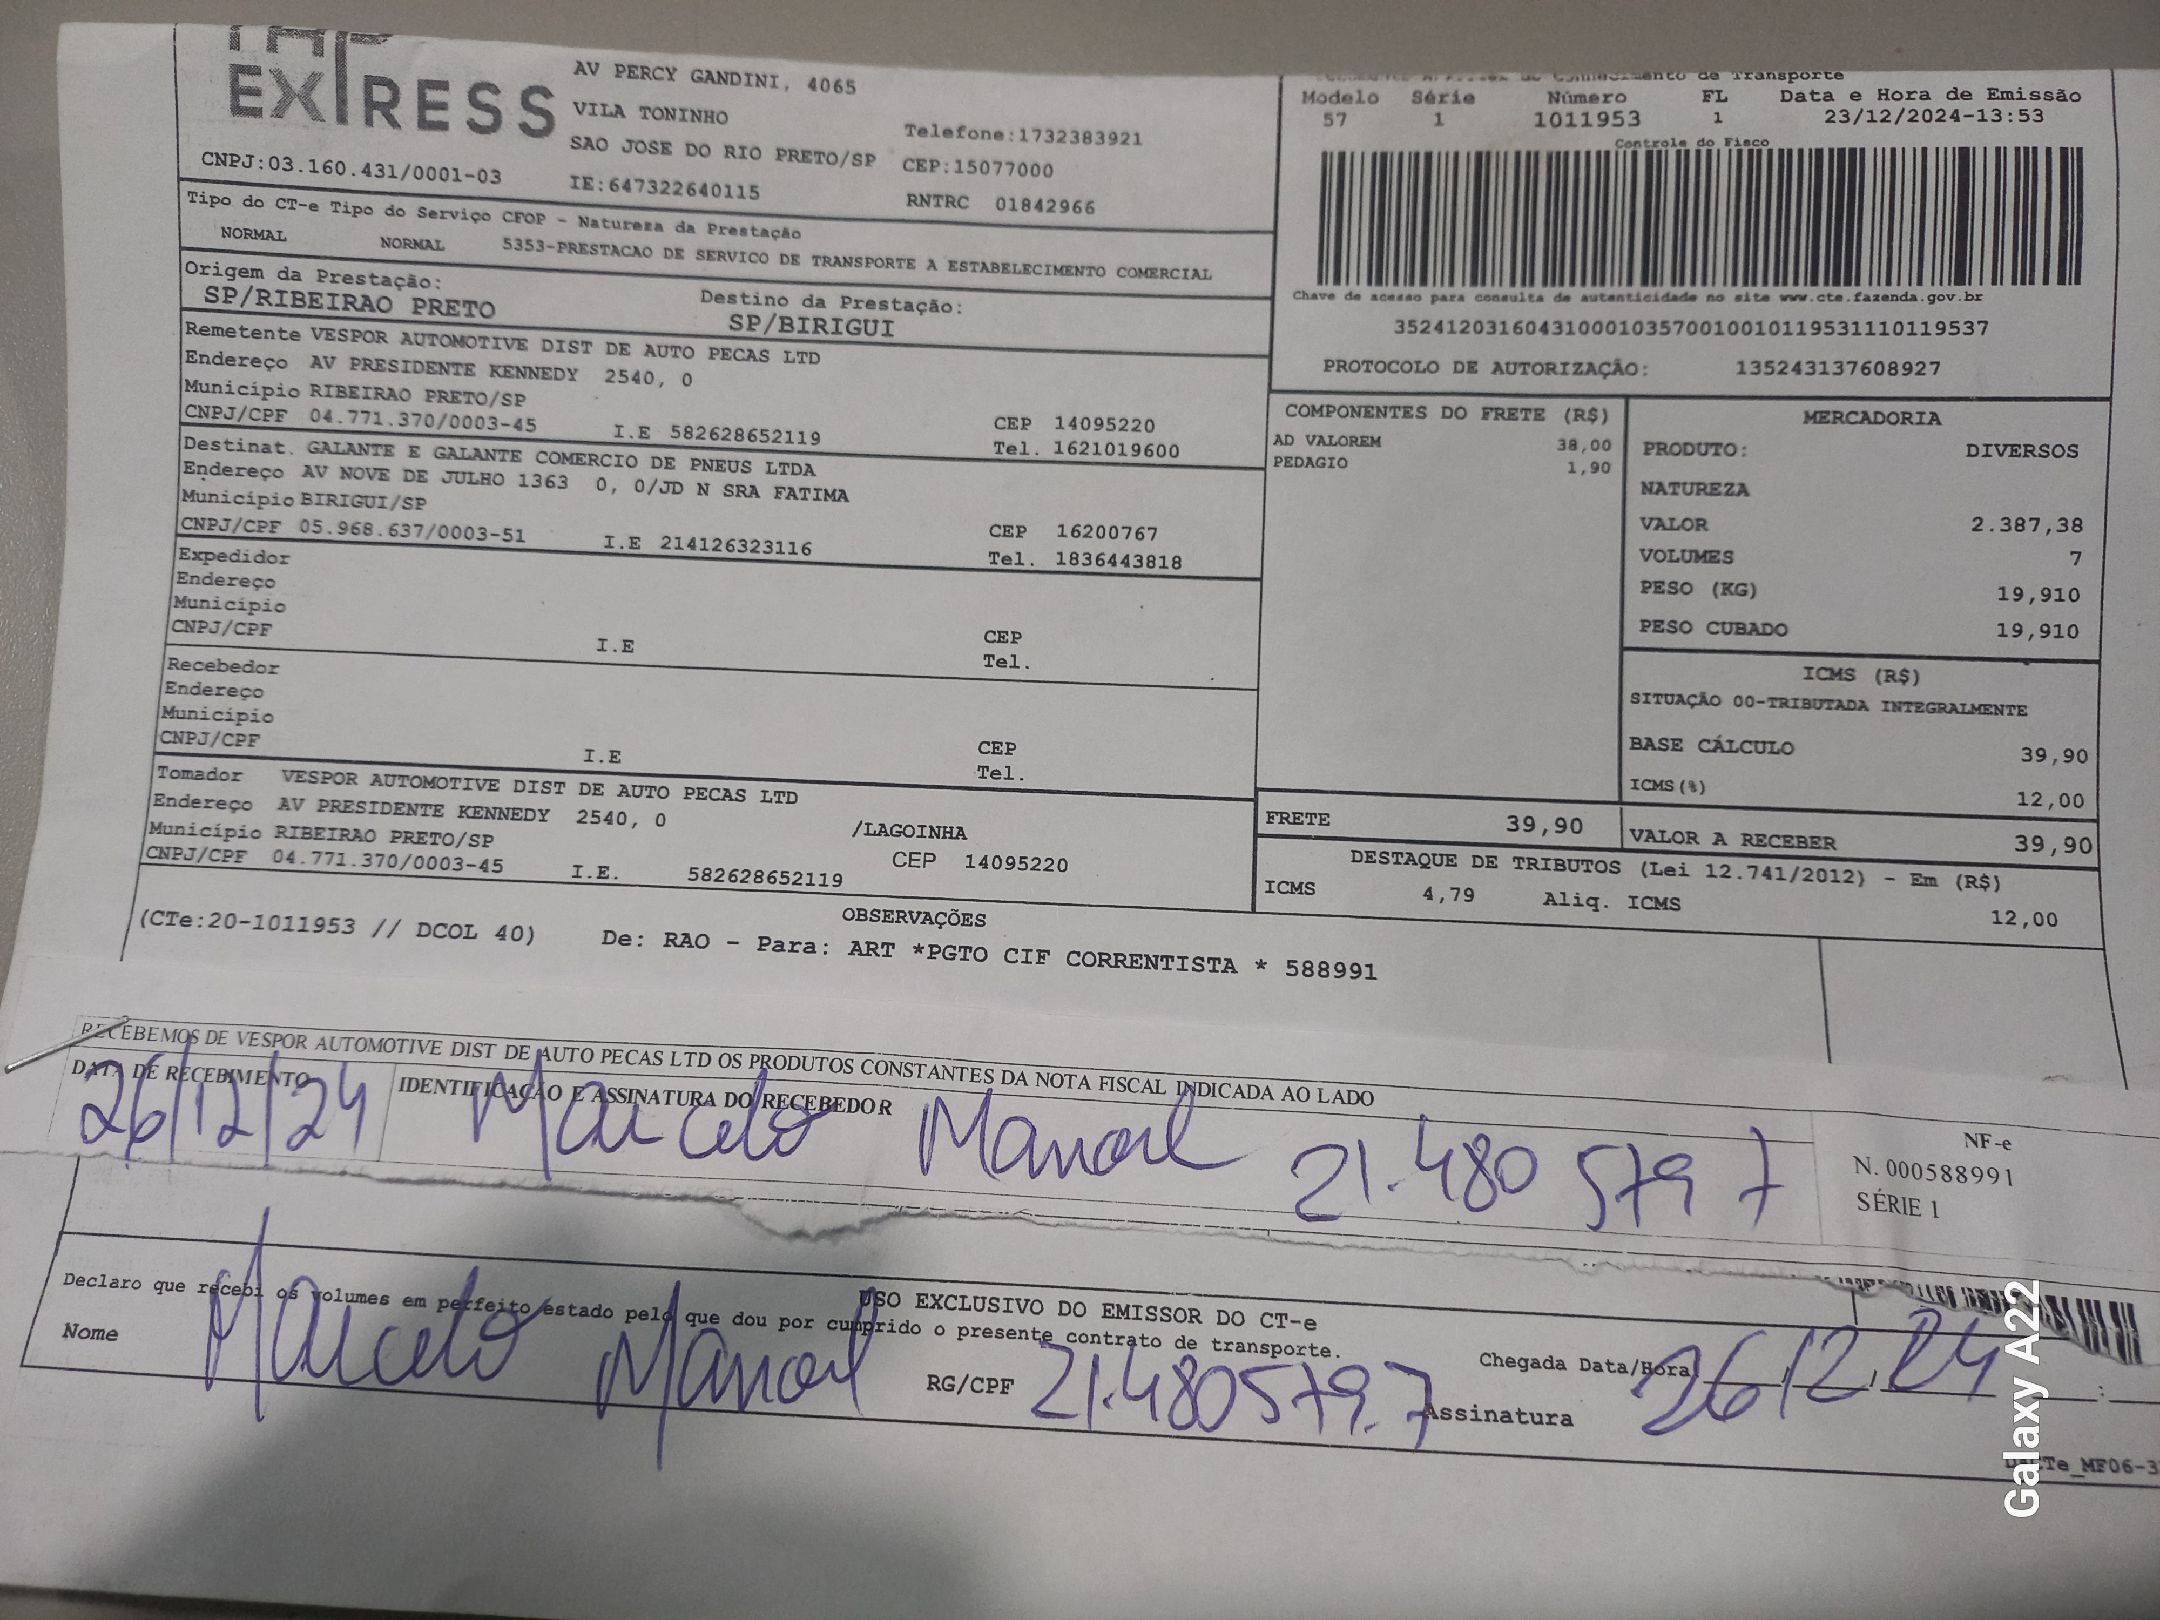 EXPRESS
CNPJ:03.160.431/0001-03
AV PERCY GANDINI, 4065
VILA TONINHO
SAO JOSE DO RIO PRETO/SP
IE:647322640115
Telefone:1732383921
CEP:15077000
RNTRC 01842966
Conhecimento de Transporte
Modelo Série Número FL Data e Hora de Emissão
57 1 1011953 1 23/12/2024-13:53
Controle do Fisco
Chave de acesso para consulta de autenticidade no site www.cte.fazenda.gov.br
35241203160431000103570010010119531110119537
PROTOCOLO DE AUTORIZAÇÃO: 135243137608927
Tipo do CT-e Tipo do Serviço CFOP - Natureza da Prestação
NORMAL NORMAL 5353-PRESTACAO DE SERVICO DE TRANSPORTE A ESTABELECIMENTO COMERCIAL
Origem da Prestação: Destino da Prestação:
SP/RIBEIRAO PRETO SP/BIRIGUI
Remetente VESPOR AUTOMOTIVE DIST DE AUTO PECAS LTD
Endereço AV PRESIDENTE KENNEDY 2540, 0
Município RIBEIRAO PRETO/SP CEP 14095220
CNPJ/CPF 04.771.370/0003-45 I.E 582628652119 Tel. 1621019600
Destinat. GALANTE E GALANTE COMERCIO DE PNEUS LTDA
Endereço AV NOVE DE JULHO 1363 0, 0/JD N SRA FATIMA
Município BIRIGUI/SP CEP 16200767
CNPJ/CPF 05.968.637/0003-51 I.E 214126323116 Tel. 1836443818
Expedidor
Endereço
Município CEP
CNPJ/CPF I.E Tel.
Recebedor
Endereço
Município CEP
CNPJ/CPF I.E Tel.
Tomador VESPOR AUTOMOTIVE DIST DE AUTO PECAS LTD
Endereço AV PRESIDENTE KENNEDY 2540, 0 /LAGOINHA
Município RIBEIRAO PRETO/SP CEP 14095220
CNPJ/CPF 04.771.370/0003-45 I.E. 582628652119
COMPONENTES DO FRETE (R$)
AD VALOREM 38,00
PEDAGIO 1,90
MERCADORIA
PRODUTO: DIVERSOS
NATUREZA
VALOR 2.387,38
VOLUMES 7
PESO (KG) 19,910
PESO CUBADO 19,910
ICMS (R$)
SITUAÇÃO 00-TRIBUTADA INTEGRALMENTE
BASE CÁLCULO 39,90
ICMS(%) 12,00
FRETE 39,90 VALOR A RECEBER 39,90
DESTAQUE DE TRIBUTOS (Lei 12.741/2012) - Em (R$)
ICMS 4,79 Aliq. ICMS 12,00
OBSERVAÇÕES
(CTe:20-1011953 // DCOL 40) De: RAO - Para: ART *PGTO CIF CORRENTISTA * 588991
RECEBEMOS DE VESPOR AUTOMOTIVE DIST DE AUTO PECAS LTD OS PRODUTOS CONSTANTES DA NOTA FISCAL INDICADA AO LADO
DATA DE RECEBIMENTO IDENTIFICAÇÃO E ASSINATURA DO RECEBEDOR
26/12/24 Marcelo Manoel 21.480 579 7
NF-e
N. 000588991
SÉRIE 1
USO EXCLUSIVO DO EMISSOR DO CT-e
Declaro que recebi os volumes em perfeito estado pelo que dou por cumprido o presente contrato de transporte.
Nome Marcelo Manoel RG/CPF 21.480579.7 Assinatura
Chegada Data/Hora 26/12/24
Te_MF06-3
Galaxy A22